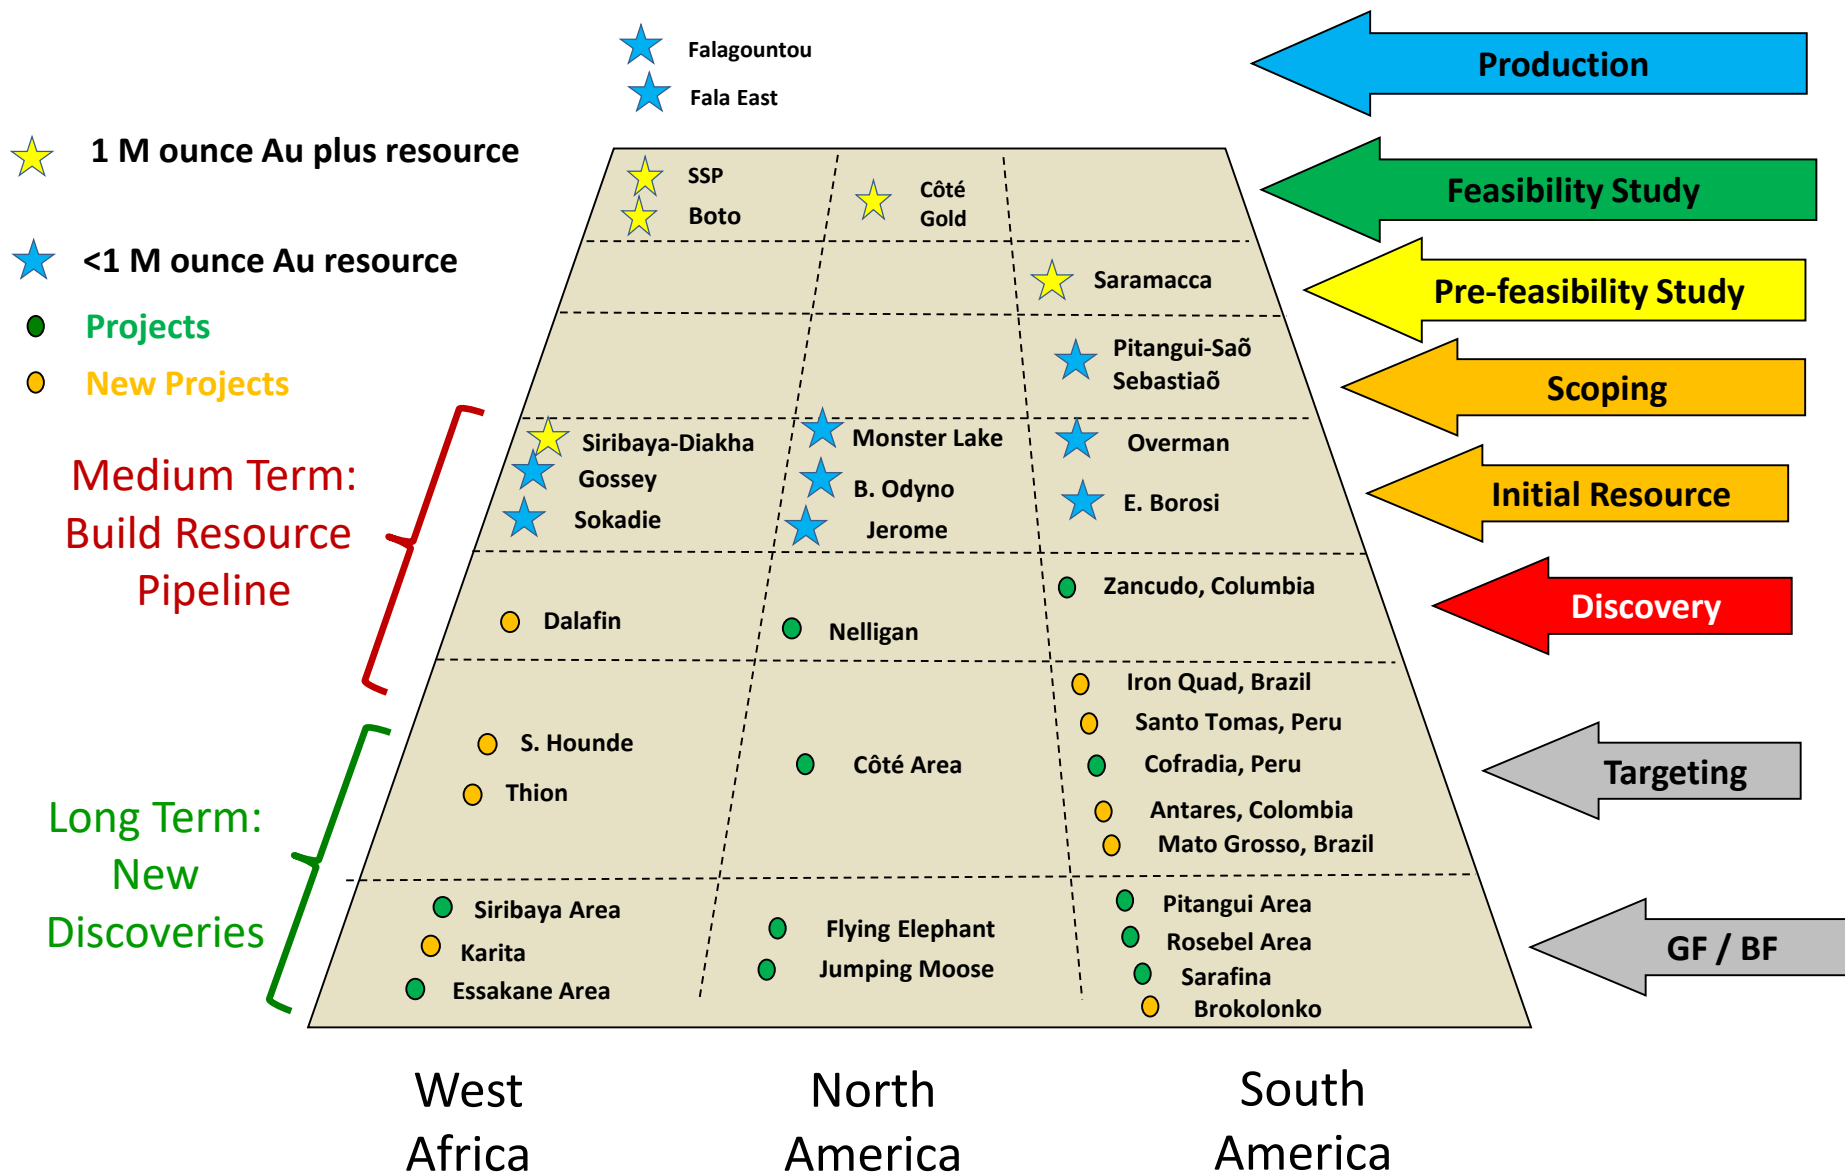 Falagountou
Fala East
Production
1 M ounce Au plus resource
<1 M ounce Au resource
Projects
New Projects
SSP
Boto
Côté
Gold
Feasibility Study
Saramacca
Pre-feasibility Study
Pitangui-Saõ
Sebastiaõ
Scoping
Medium Term:
Build Resource
Pipeline
Siribaya-Diakha
Gossey
Sokadie
Monster Lake
B. Odyno
Jerome
Overman
E. Borosi
Initial Resource
Dalafin
Nelligan
Zancudo, Columbia
Discovery
Long Term:
New
Discoveries
S. Hounde
Thion
Côté Area
Iron Quad, Brazil
Santo Tomas, Peru
Cofradia, Peru
Antares, Colombia
Mato Grosso, Brazil
Targeting
Siribaya Area
Karita
Essakane Area
Flying Elephant
Jumping Moose
Pitangui Area
Rosebel Area
Sarafina
Brokolonko
GF / BF
West
Africa
North
America
South
America